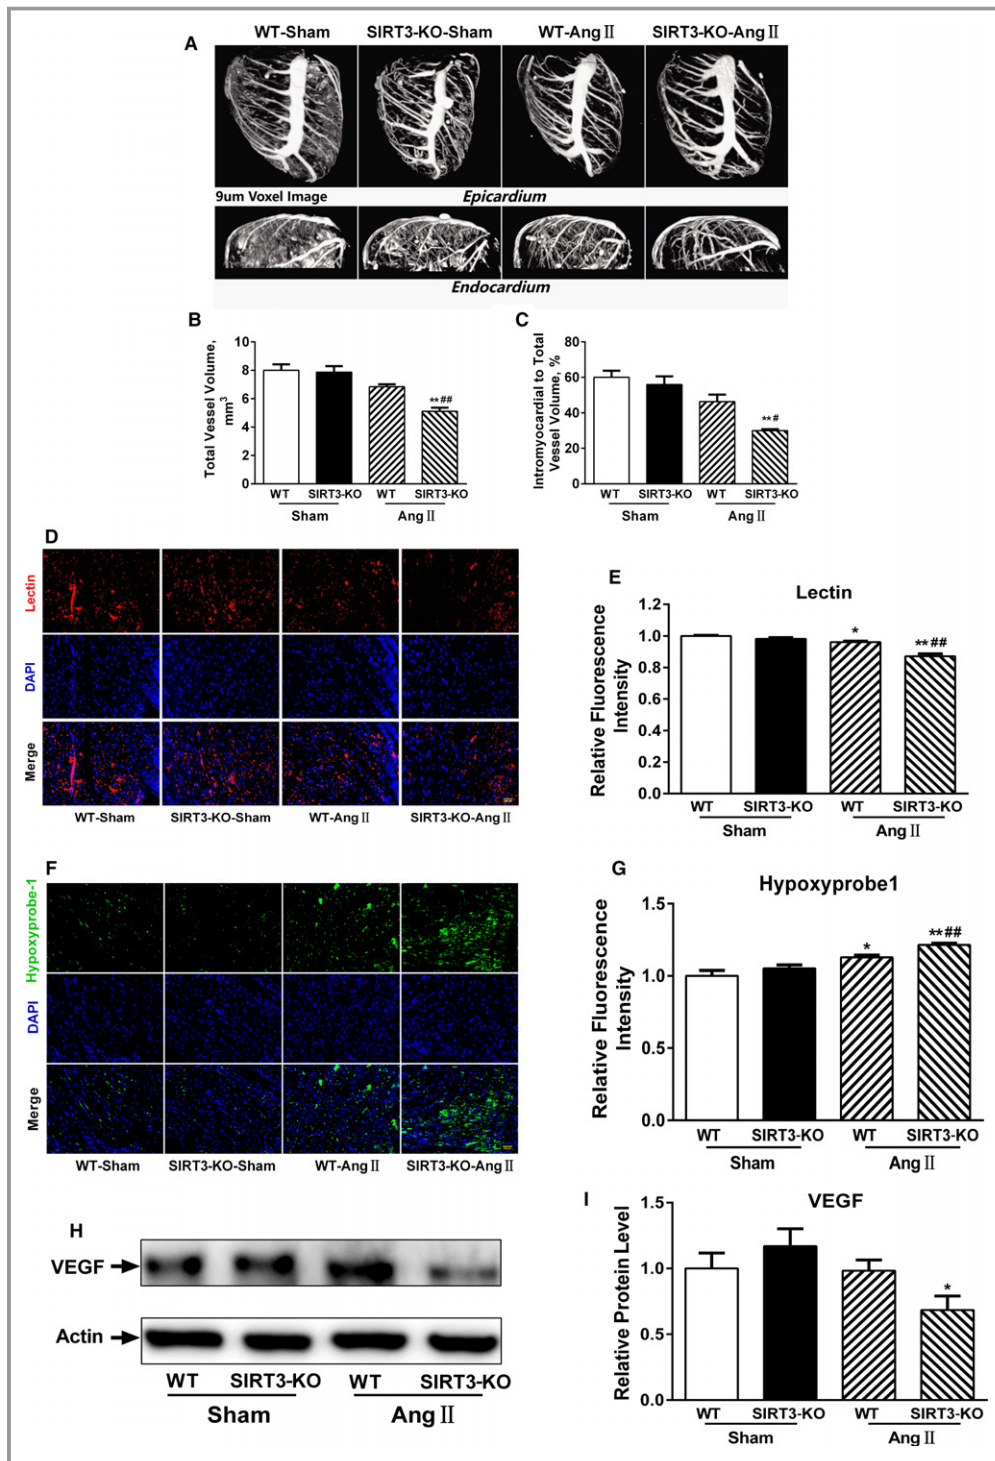 A
WT-Sham SIRT3-KO-Sham WT-Ang Ⅱ SIRT3-KO-Ang Ⅱ
9um Voxel Image Epicardium
Endocardium
B
Total Vessel Volume,
mm3
10
8
6
4
2
0
** ##
WT SIRT3-KO WT SIRT3-KO
Sham Ang Ⅱ
C
Intromyocardial to Total
Vessel Volume, %
80
60
40
20
0
** #
WT SIRT3-KO WT SIRT3-KO
Sham Ang Ⅱ
D
Lectin
DAPI
Merge
WT-Sham SIRT3-KO-Sham WT-Ang Ⅱ SIRT3-KO-Ang Ⅱ
E
Lectin
Relative Fluorescence
Intensity
1.2
1.0
0.8
0.6
0.4
0.2
0.0
* ** ##
WT SIRT3-KO WT SIRT3-KO
Sham Ang Ⅱ
F
Hypoxyprobe-1
DAPI
Merge
WT-Sham SIRT3-KO-Sham WT-Ang Ⅱ SIRT3-KO-Ang Ⅱ
G
Hypoxyprobe1
Relative Fluorescence
Intensity
1.5
1.0
0.5
0.0
* **##
WT SIRT3-KO WT SIRT3-KO
Sham Ang Ⅱ
H
VEGF
Actin
WT SIRT3-KO WT SIRT3-KO
Sham Ang Ⅱ
I
VEGF
Relative Protein Level
1.5
1.0
0.5
0.0
*
WT SIRT3-KO WT SIRT3-KO
Sham Ang Ⅱ